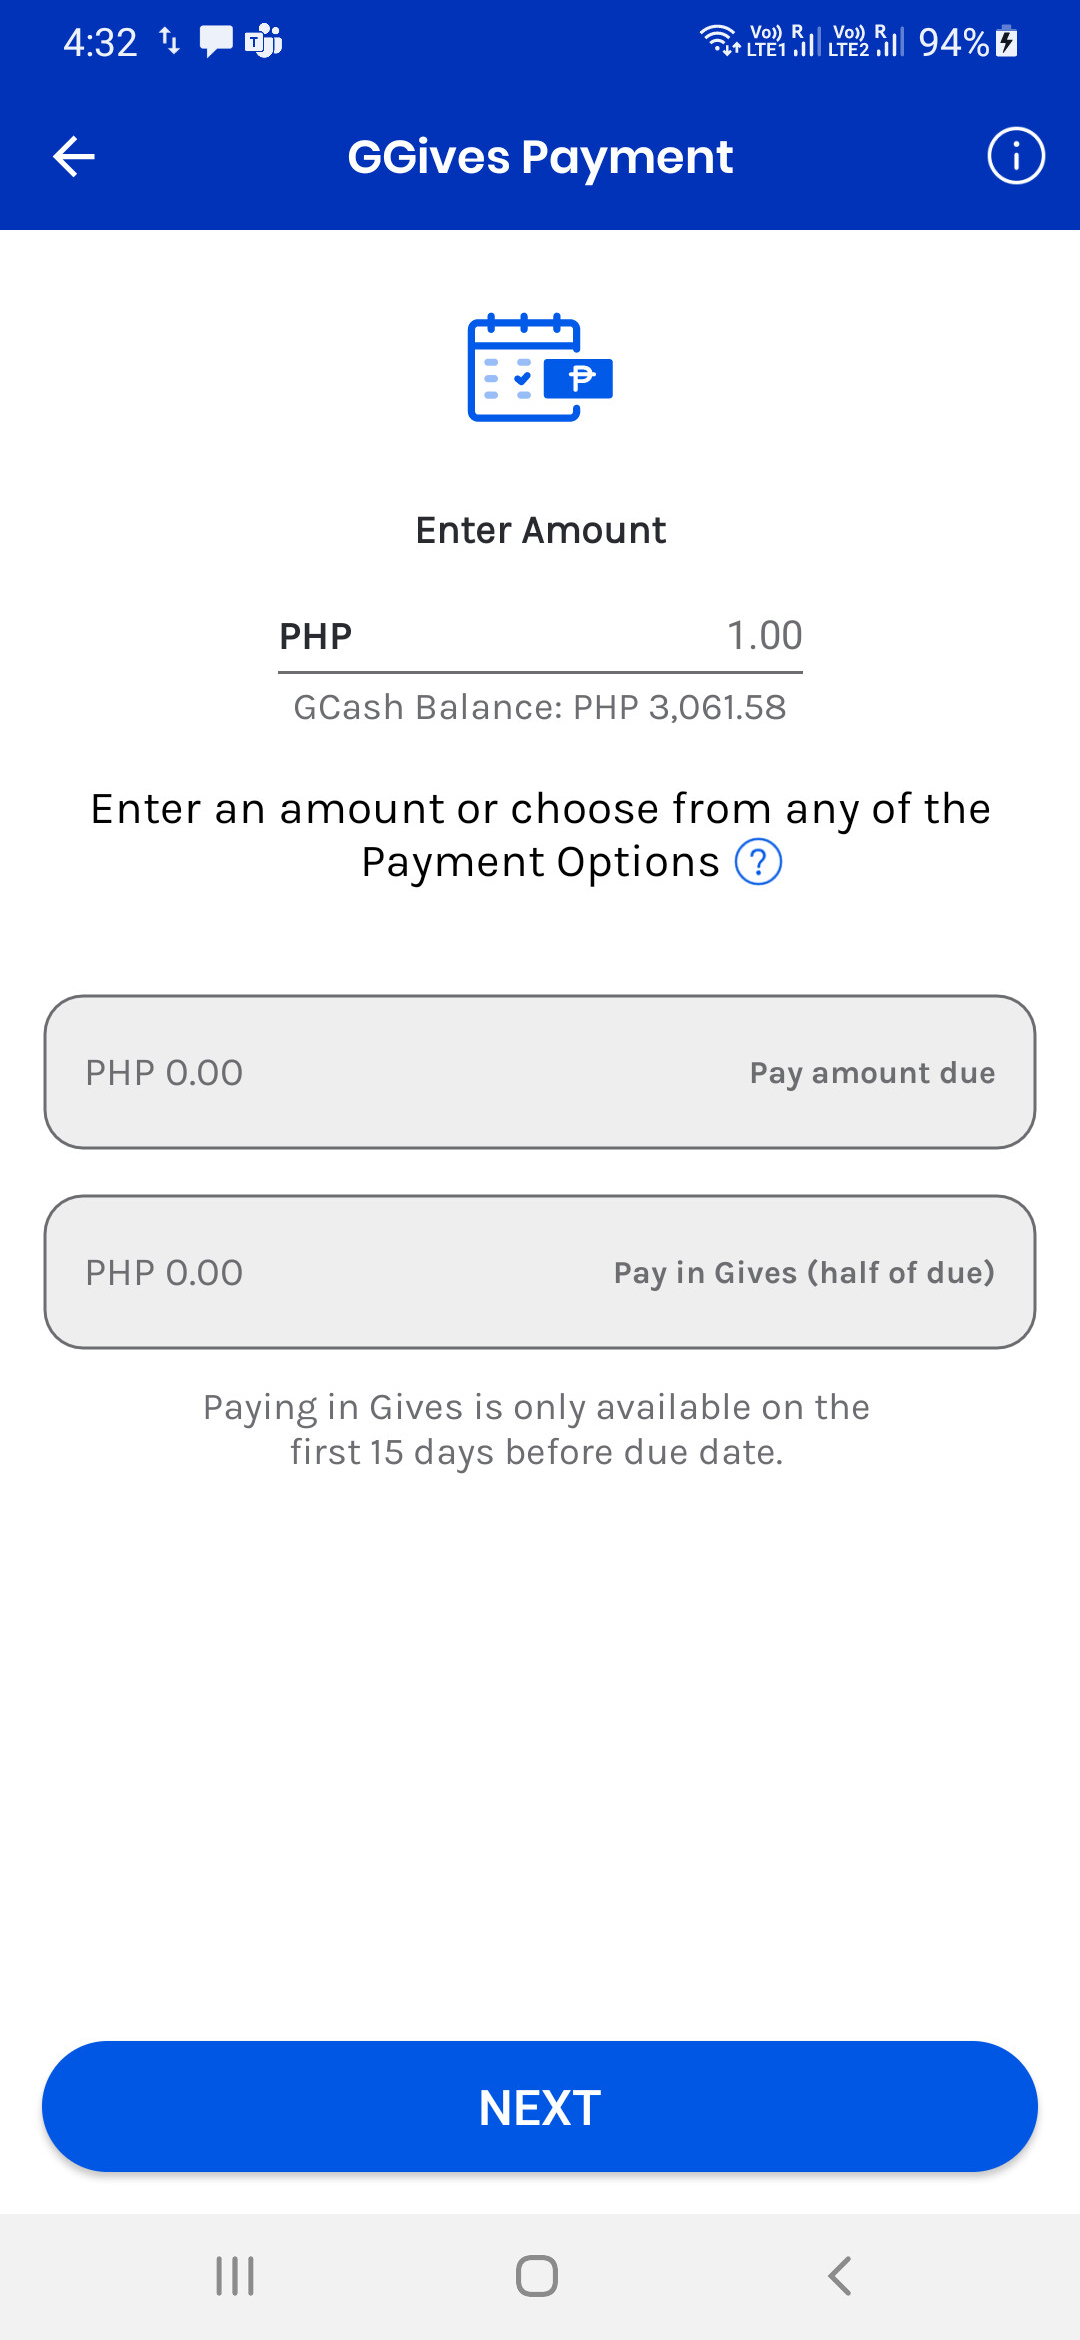 4:32
Vo)) R
LTE1
Vo)) R
LTE2
94%
GGives Payment
Enter Amount
PHP 1.00
GCash Balance: PHP 3,061.58
Enter an amount or choose from any of the
Payment Options ?
PHP 0.00 Pay amount due
PHP 0.00 Pay in Gives (half of due)
Paying in Gives is only available on the
first 15 days before due date.
NEXT